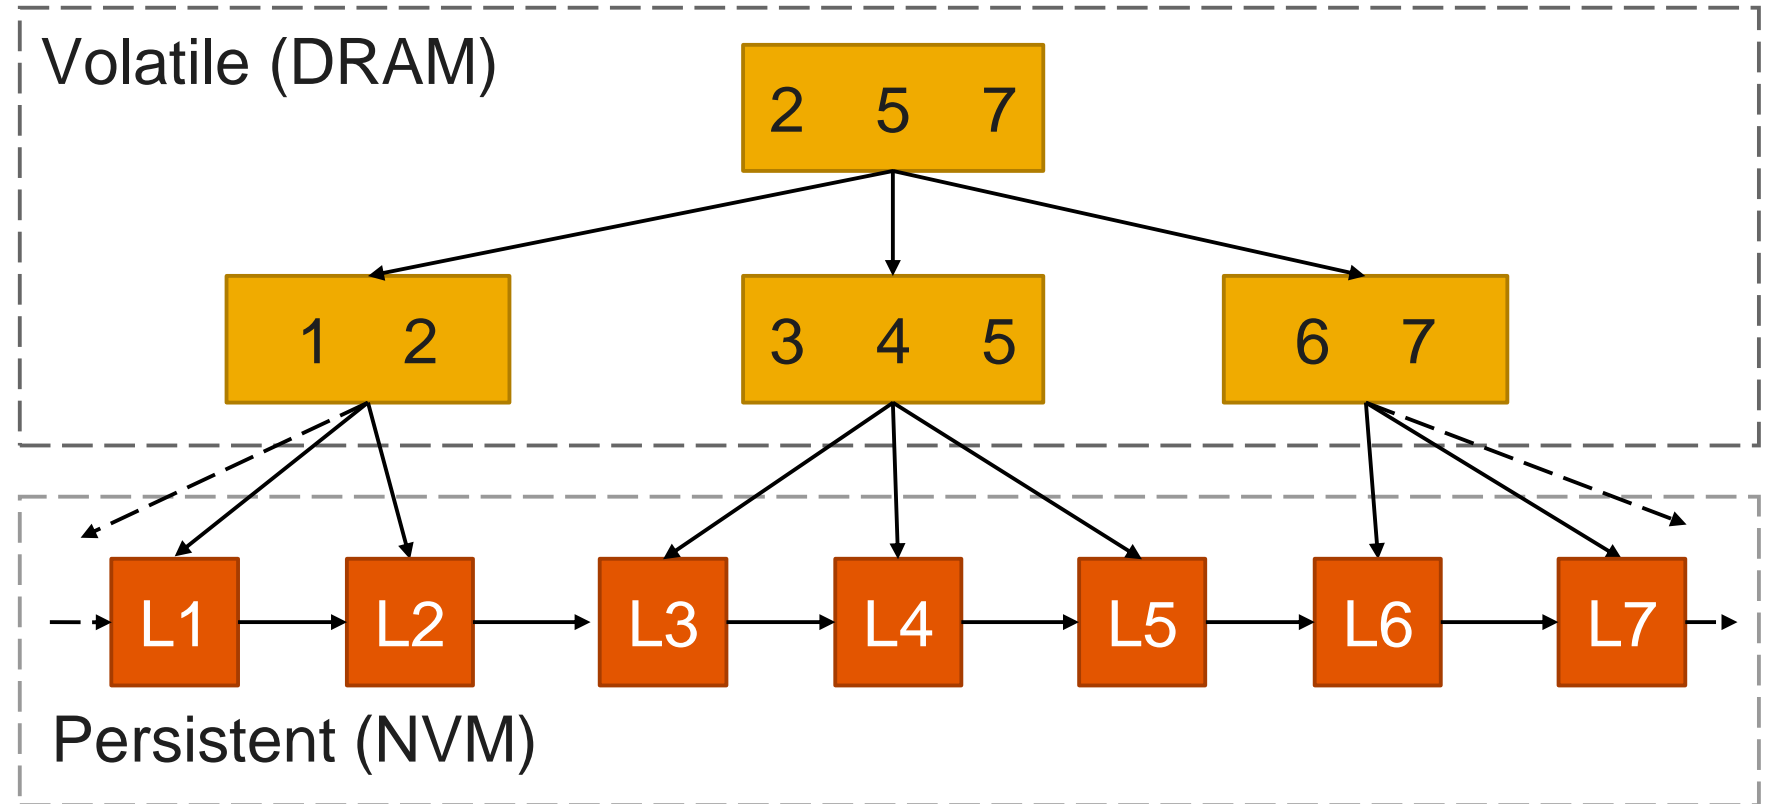 Volatile (DRAM)
2 5 7
1 2
3 4 5
6 7
L1 L2 L3 L4 L5 L6 L7
Persistent (NVM)